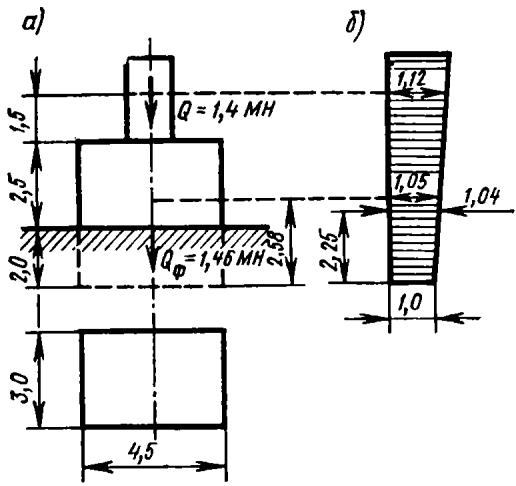 а)
б)
1,12
Q = 1,4 МН
1,5
2,5
1,05
1,04
2,0
Qф = 1,46 МН
2.58
2,25
1,0
3,0
4,5